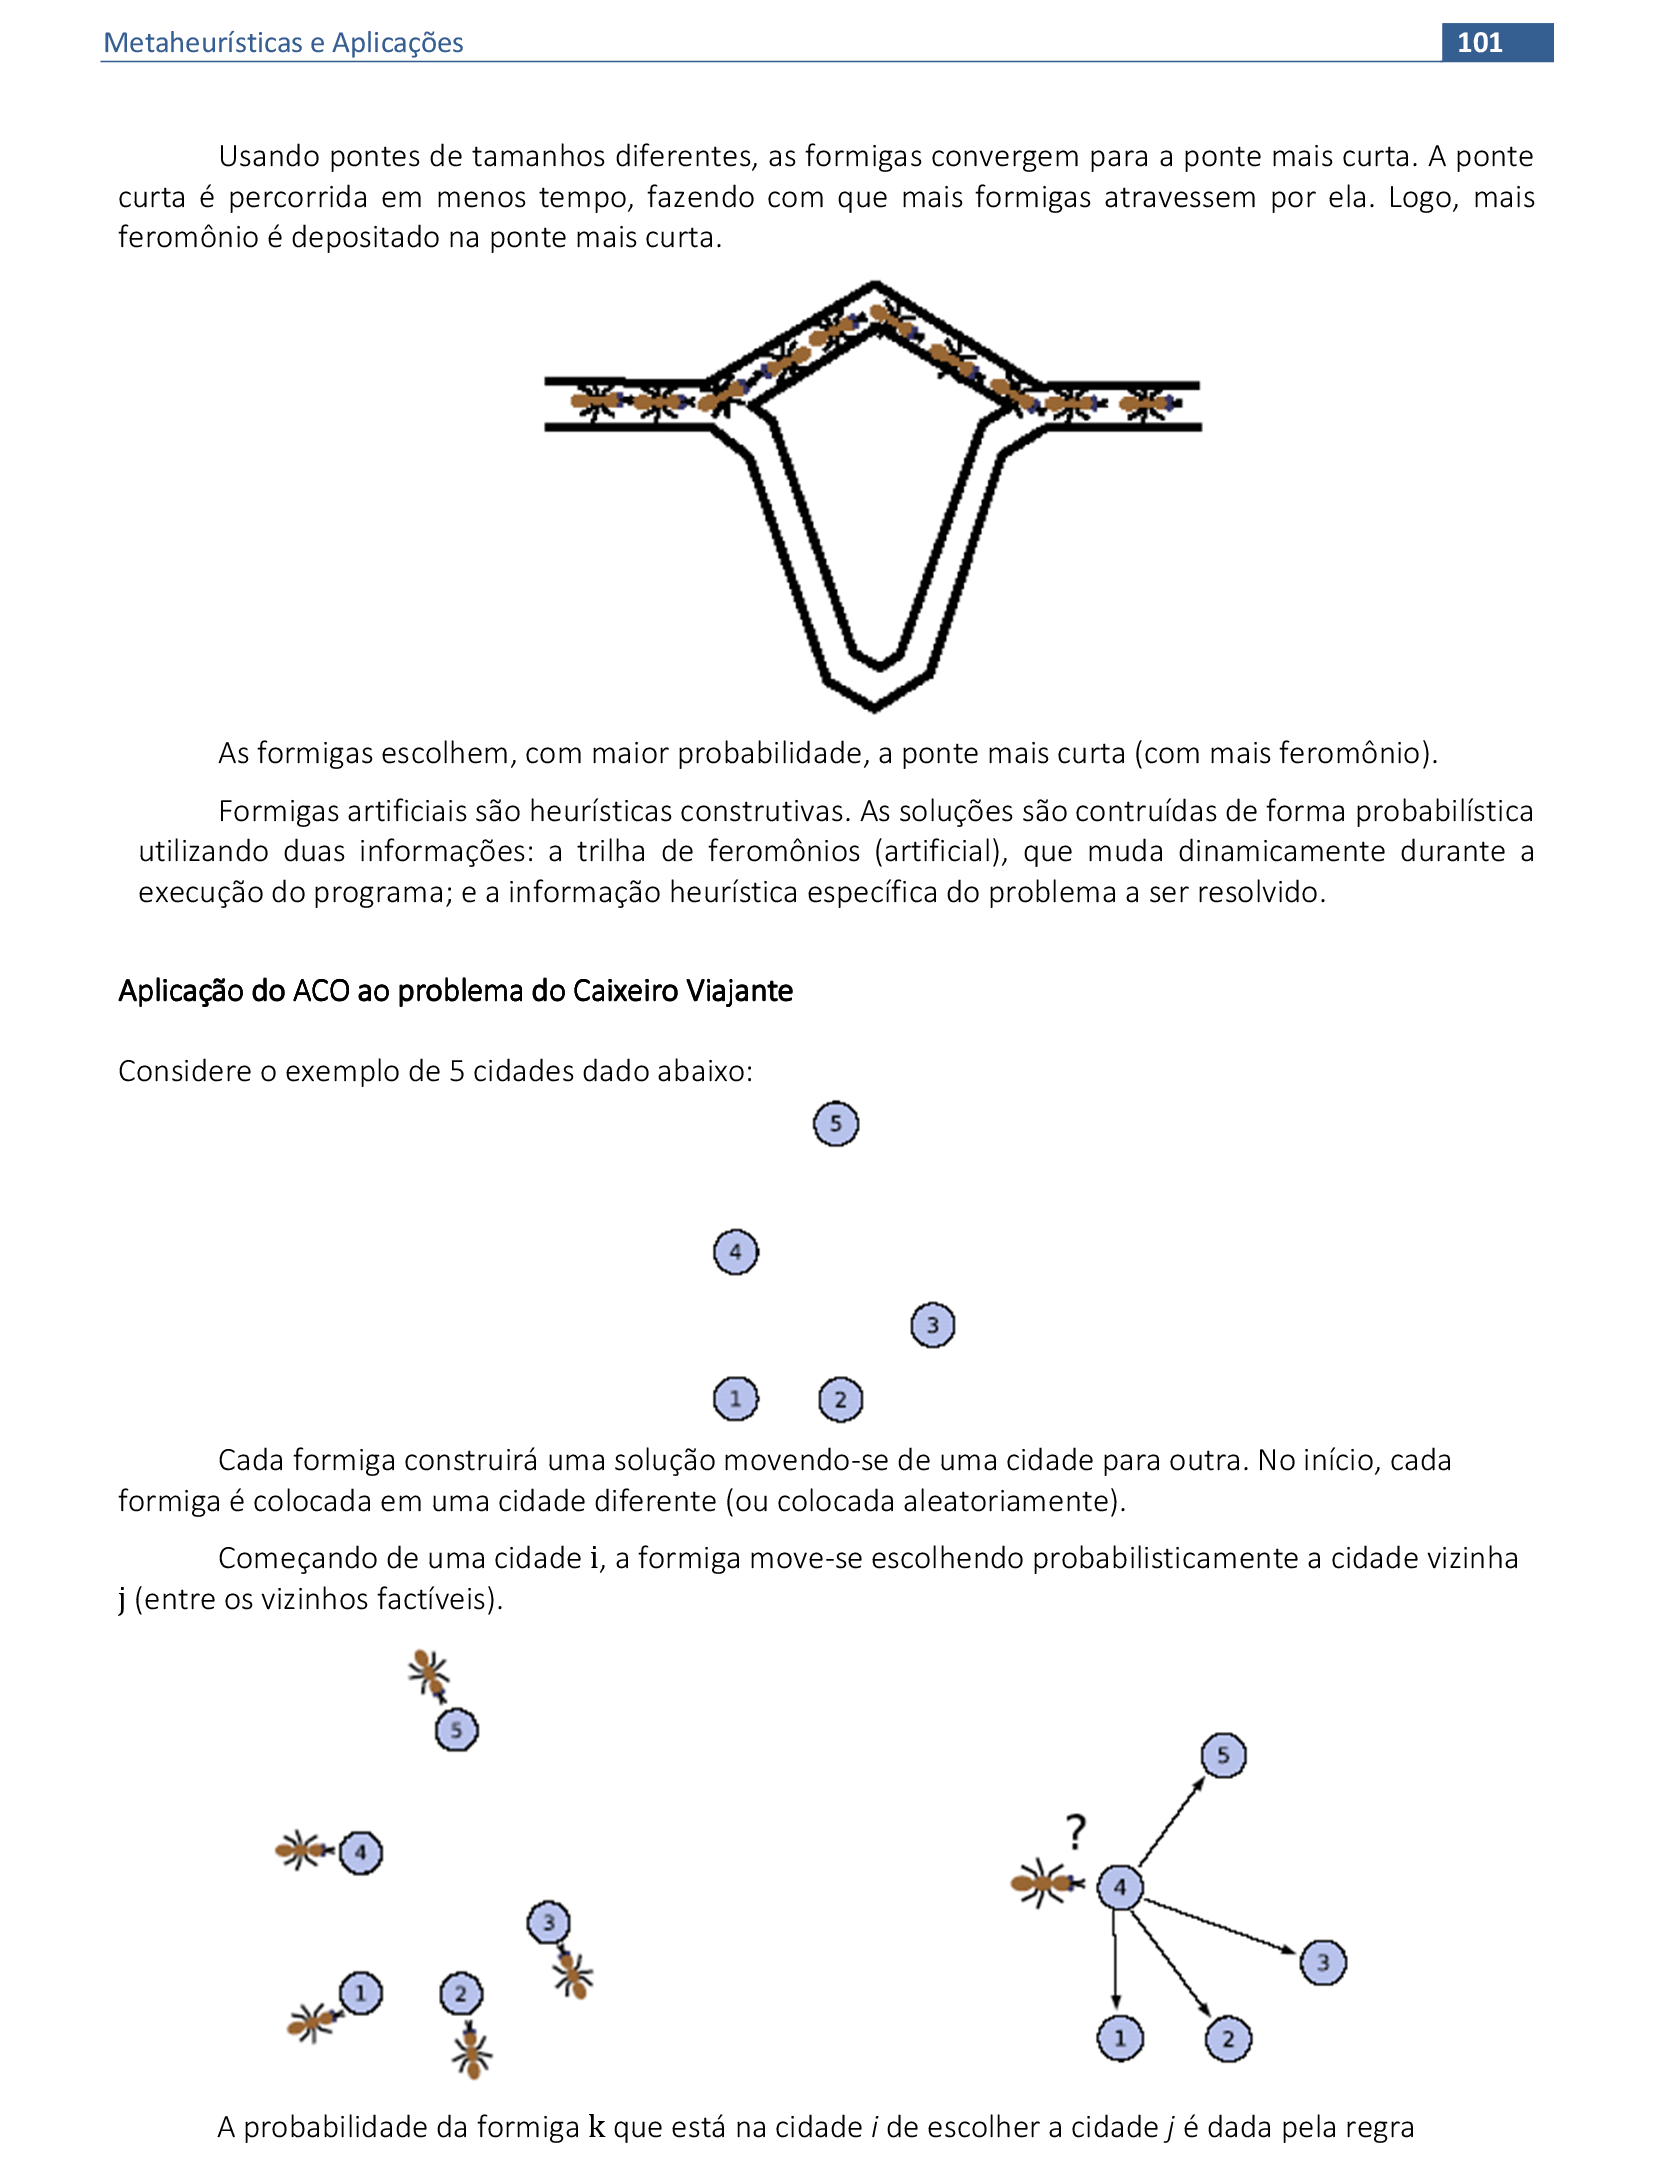 Metaheurísticas e Aplicações
101
Usando pontes de tamanhos diferentes, as formigas convergem para a ponte mais curta. A ponte
curta é percorrida em menos tempo, fazendo com que mais formigas atravessem por ela. Logo, mais
feromônio é depositado na ponte mais curta.
As formigas escolhem, com maior probabilidade, a ponte mais curta (com mais feromônio).
Formigas artificiais são heurísticas construtivas. As soluções são contruídas de forma probabilística
utilizando duas informações: a trilha de feromônios (artificial), que muda dinamicamente durante a
execução do programa; e a informação heurística específica do problema a ser resolvido.
Aplicação do ACO ao problema do Caixeiro Viajante
Considere o exemplo de 5 cidades dado abaixo:
5
4
3
1 2
Cada formiga construirá uma solução movendo-se de uma cidade para outra. No início, cada
formiga é colocada em uma cidade diferente (ou colocada aleatoriamente).
Começando de uma cidade i, a formiga move-se escolhendo probabilisticamente a cidade vizinha
j (entre os vizinhos factíveis).
5
4
3
1 2
5
?
4
3
1 2
A probabilidade da formiga k que está na cidade i de escolher a cidade j é dada pela regra